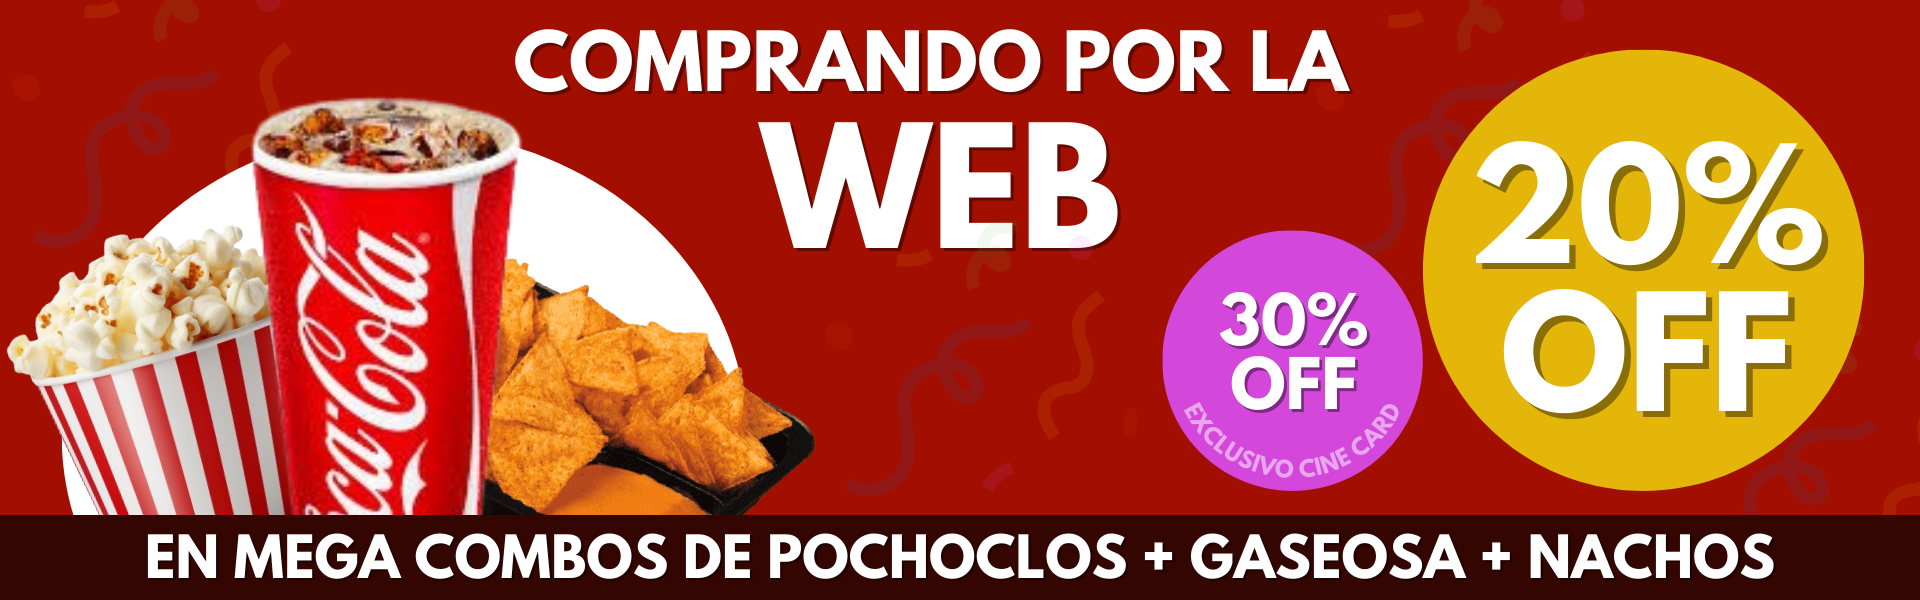 COMPRANDO POR LA
WEB
20%
OFF
30%
OFF
EXCLUSIVO CINE CARD
Coca-Cola
EN MEGA COMBOS DE POCHOCLOS + GASEOSA + NACHOS